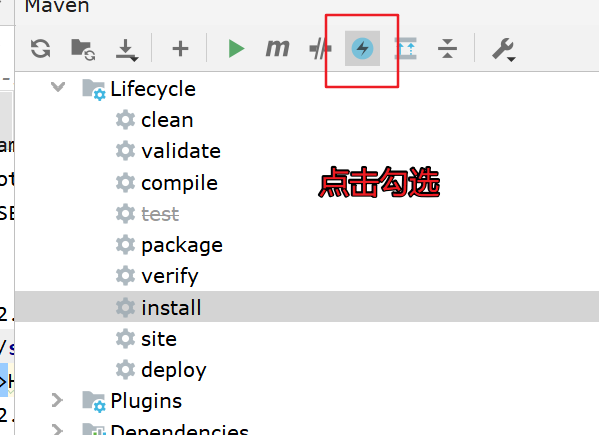 Maven
Lifecycle
clean
validate
compile
点击勾选
test
package
verify
install
site
deploy
Plugins
Dependencies